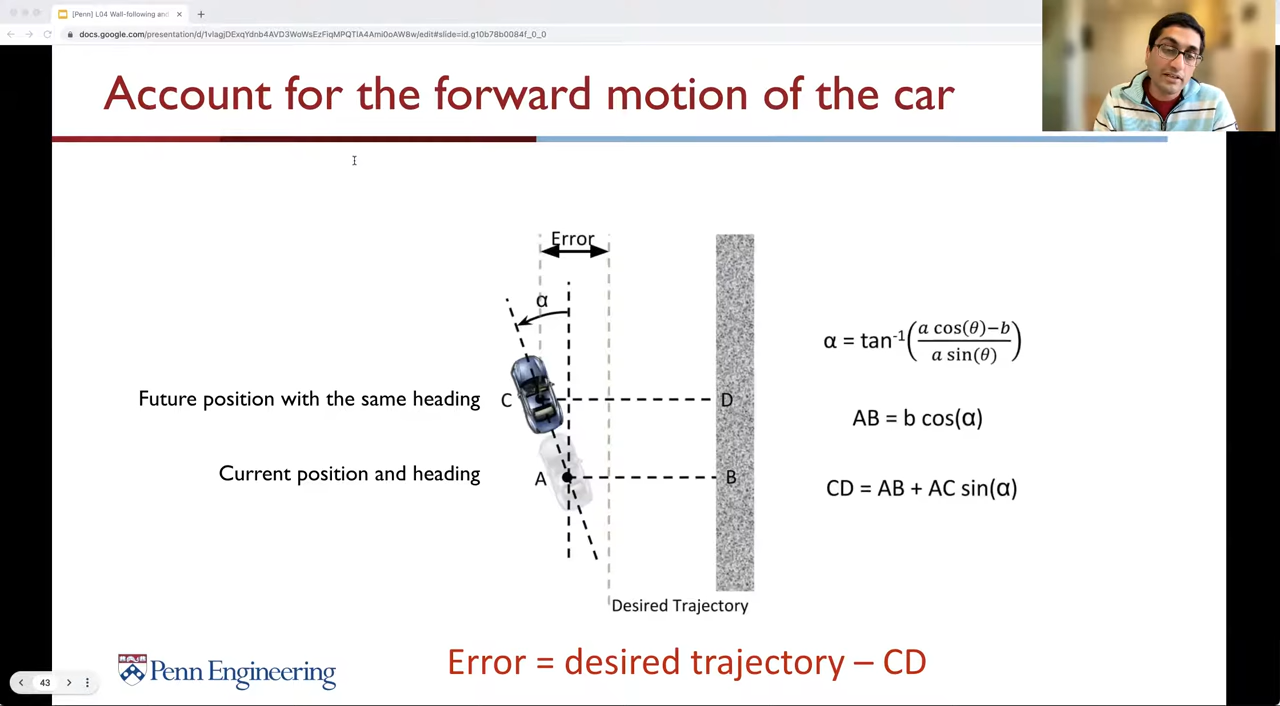 [Penn] L04 Wall-following and
docs.google.com/presentation/d/1vlagjDExqYdnb4AVD3WoWsEzFiqMPQTlA4Ami0oAW8w/edit#slide=id.g10b78b0084f_0_0
Account for the forward motion of the car
Error
α
α = tan⁻¹(a cos(θ)−b / a sin(θ))
Future position with the same heading
C
D
AB = b cos(α)
Current position and heading
A
B
CD = AB + AC sin(α)
Desired Trajectory
Error = desired trajectory – CD
Penn Engineering
43